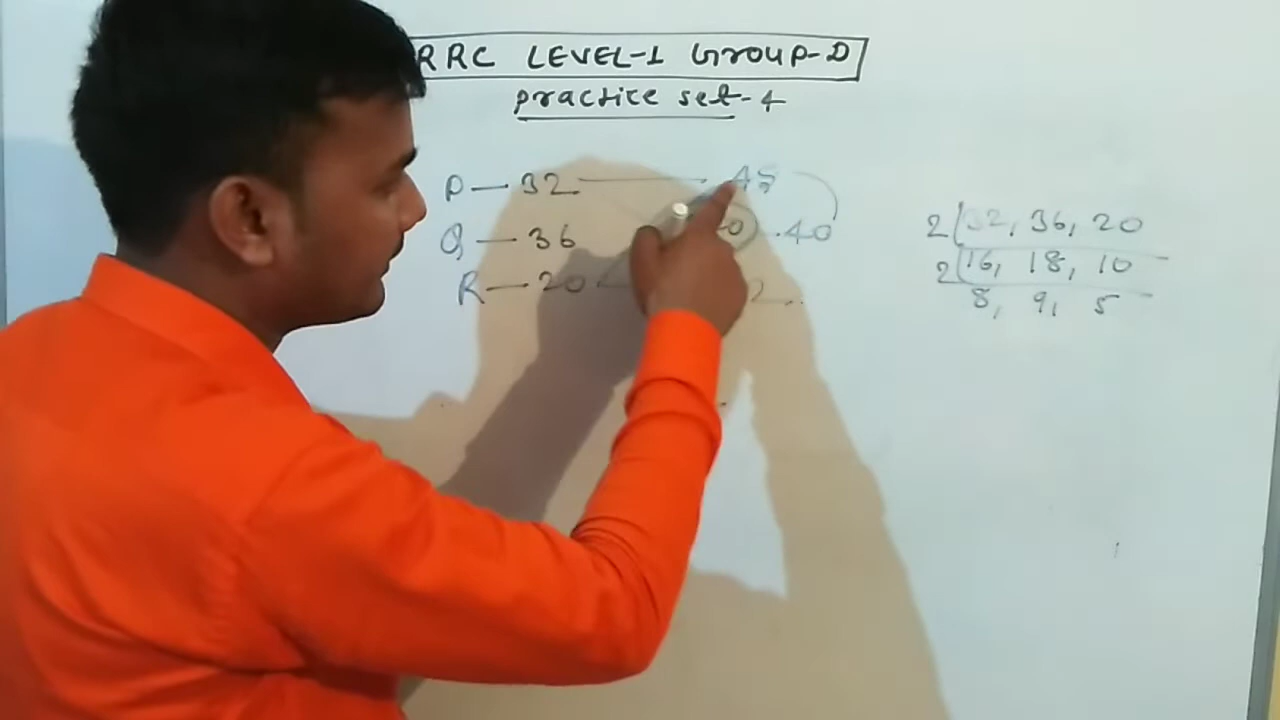 RRC LEVEL-1 GROUP-D
practice set-4
P — 32 45
Q — 36 40
R — 20
2 32, 36, 20
2 16, 18, 10
8, 9, 5